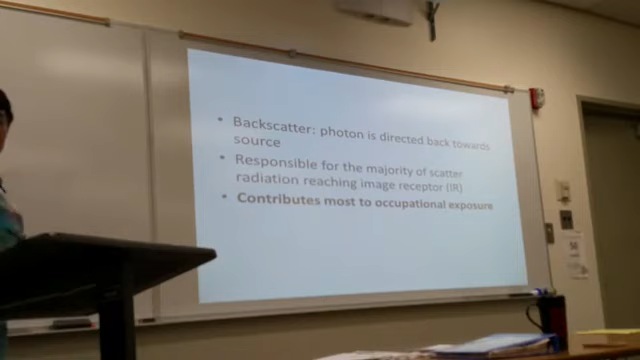 • Backscatter: photon is directed back towards
source
• Responsible for the majority of scatter
radiation reaching image receptor (IR)
• Contributes most to occupational exposure